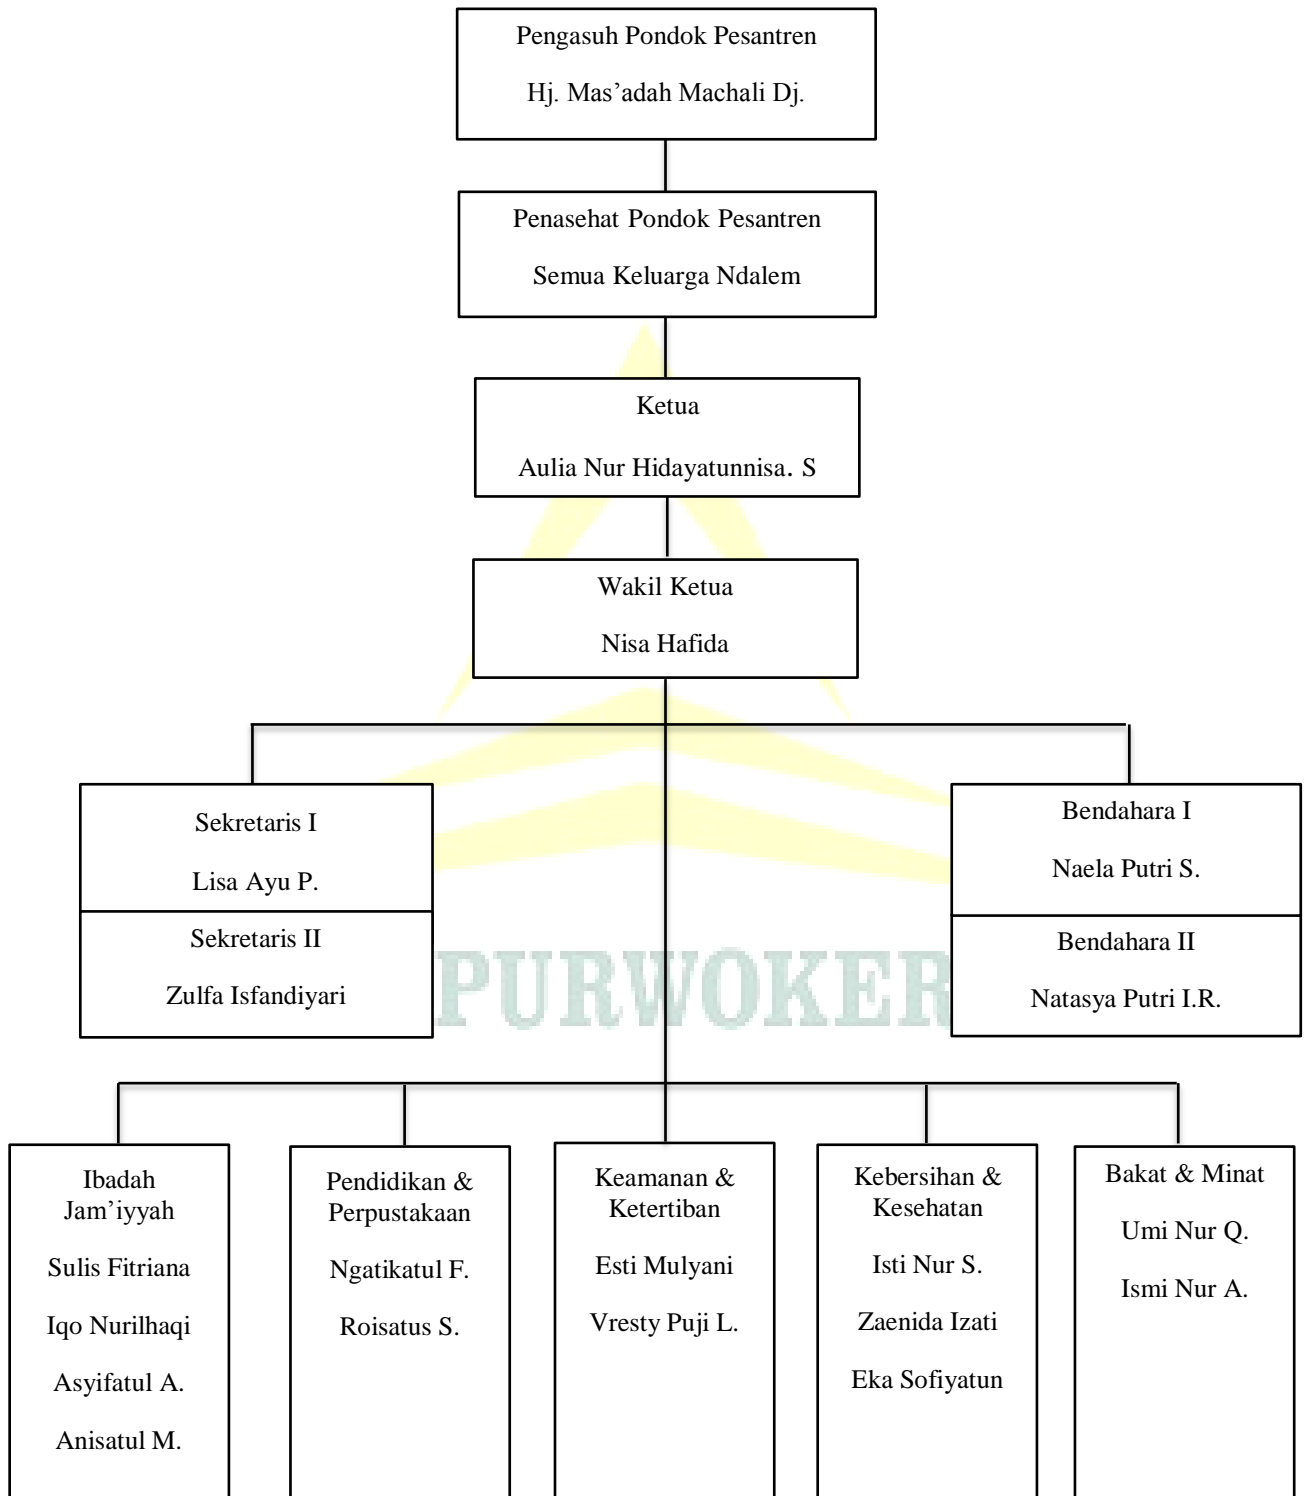 Pengasuh Pondok Pesantren
Hj. Mas’adah Machali Dj.
Penasehat Pondok Pesantren
Semua Keluarga Ndalem
Ketua
Aulia Nur Hidayatunnisa. S
Wakil Ketua
Nisa Hafida
Sekretaris I
Lisa Ayu P.
Sekretaris II
Zulfa Isfandiyari
Bendahara I
Naela Putri S.
Bendahara II
Natasya Putri I.R.
PURWOKER
Ibadah
Jam’iyyah
Sulis Fitriana
Iqo Nurilhaqi
Asyifatul A.
Anisatul M.
Pendidikan &
Perpustakaan
Ngatikatul F.
Roisatus S.
Keamanan &
Ketertiban
Esti Mulyani
Vresty Puji L.
Kebersihan &
Kesehatan
Isti Nur S.
Zaenida Izati
Eka Sofiyatun
Bakat & Minat
Umi Nur Q.
Ismi Nur A.